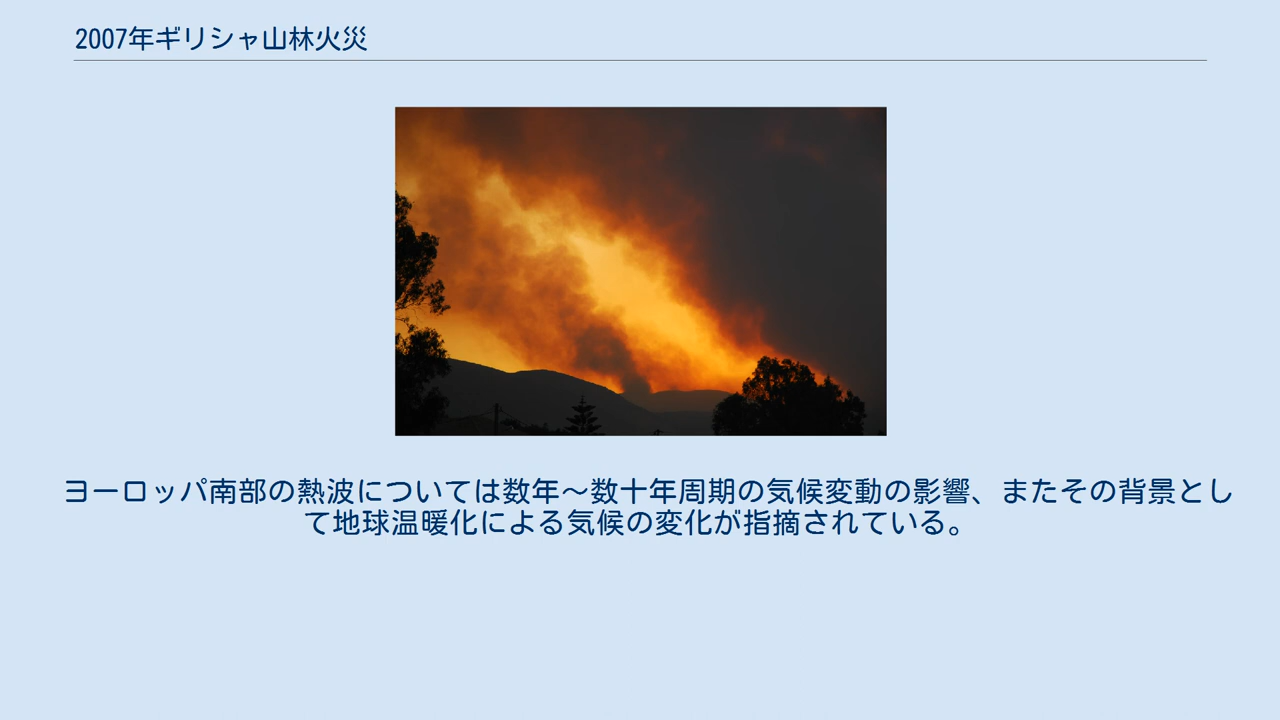 2007年ギリシャ山林火災
ヨーロッパ南部の熱波については数年～数十年周期の気候変動の影響、またその背景とし
て地球温暖化による気候の変化が指摘されている。